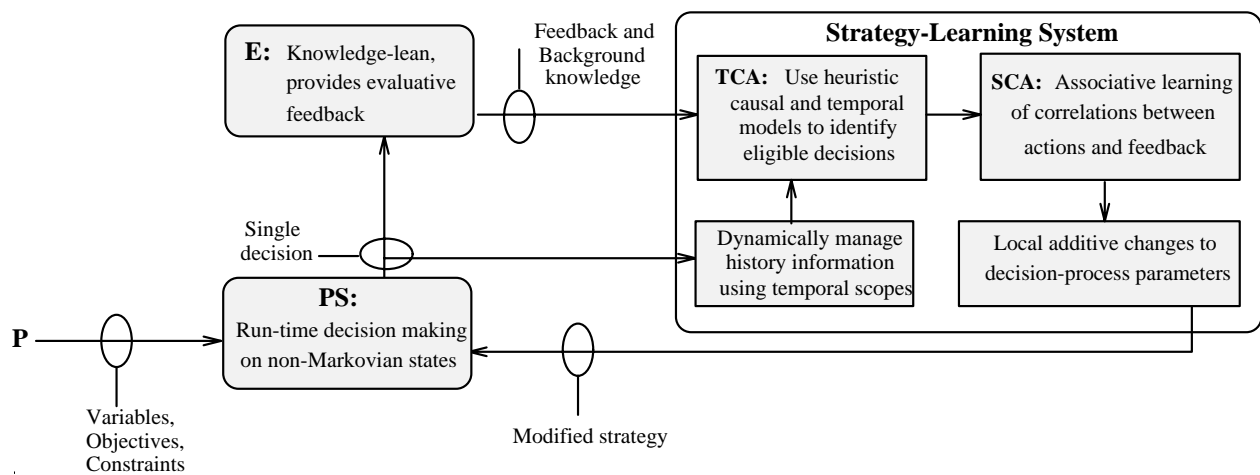 Strategy-Learning System
E: Knowledge-lean,
provides evaluative
feedback
Feedback and
Background
knowledge
TCA: Use heuristic
causal and temporal
models to identify
eligible decisions
SCA: Associative learning
of correlations between
actions and feedback
Single
decision
Dynamically manage
history information
using temporal scopes
Local additive changes to
decision-process parameters
PS:
Run-time decision making
on non-Markovian states
P
Variables,
Objectives,
Constraints
Modified strategy